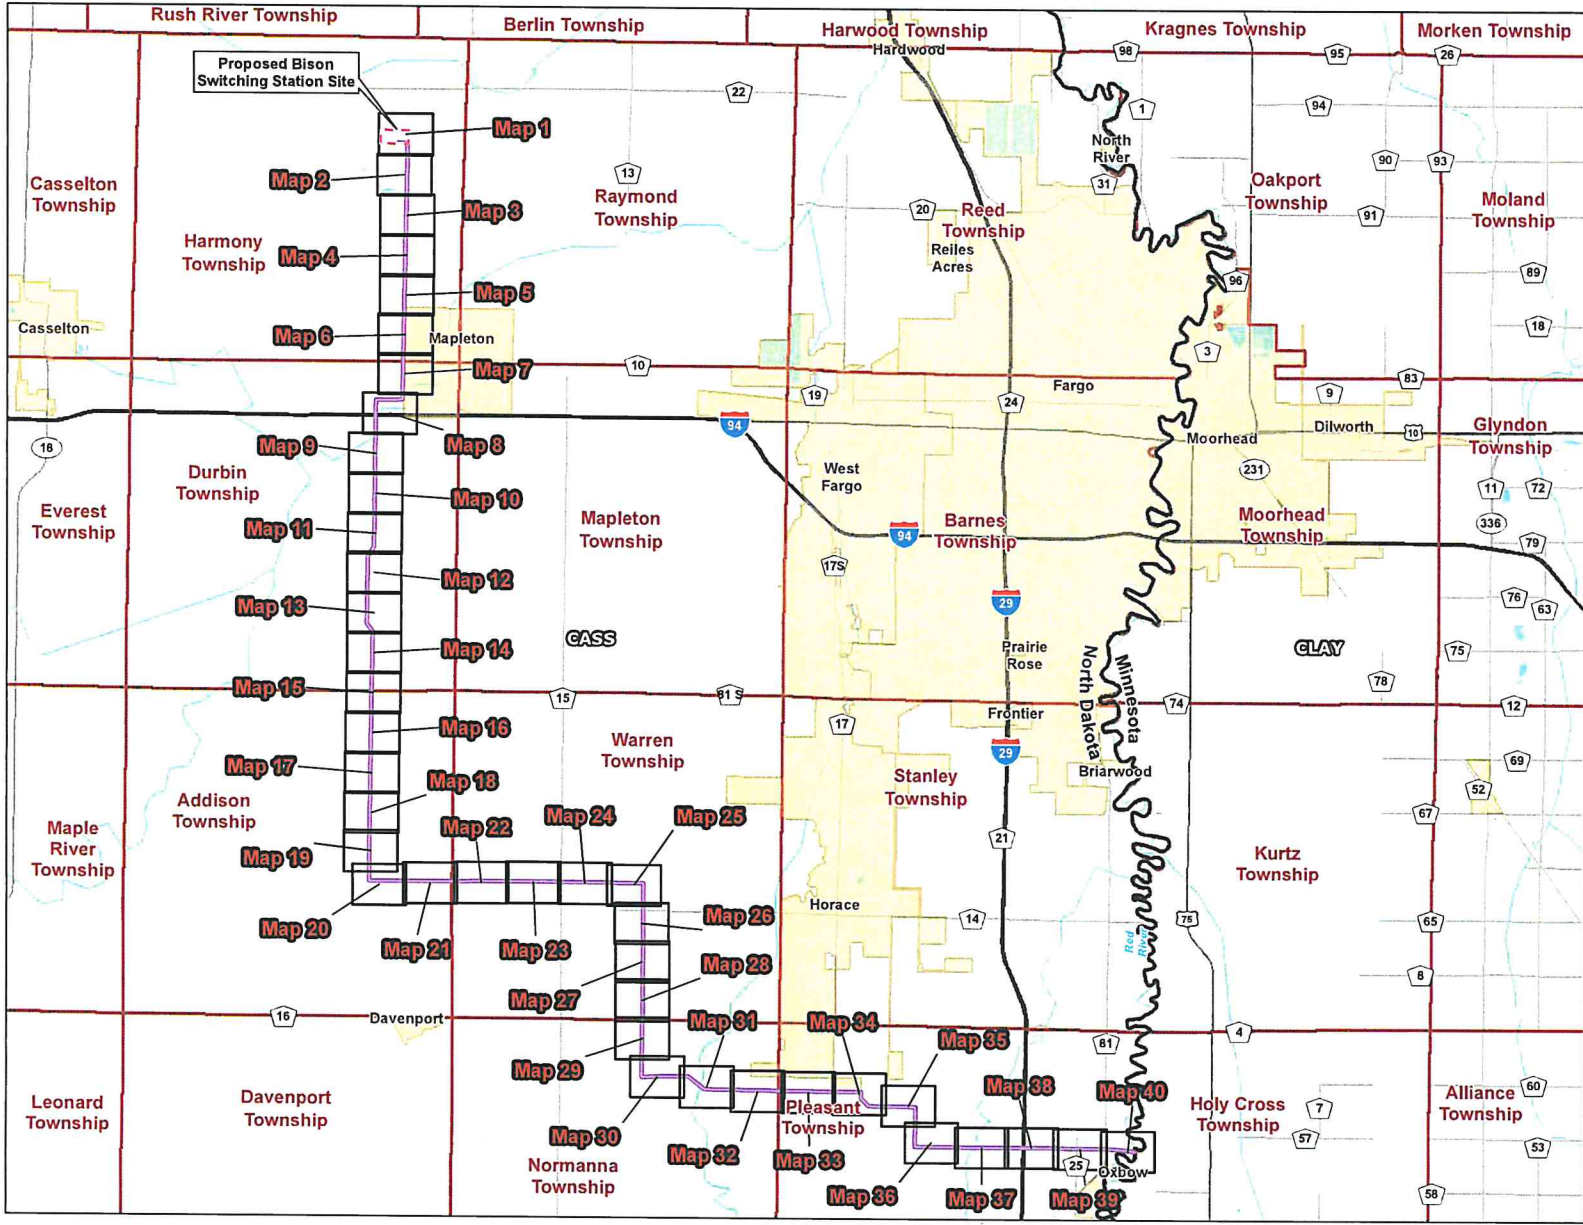 Rush River Township
Berlin Township
Harwood Township
Hardwood
Kragnes Township
Morken Township
Proposed Bison
Switching Station Site
98
95
26
22
1
94
Map 1
North
River
90
93
Casselton
Township
Map 2
13
31
Oakport
Township
Raymond
Township
Moland
Township
Map 3
20
Reed
Township
91
Harmony
Township
Map 4
Reiles
Acres
89
96
Map 5
Casselton
Map 6
Mapleton
18
3
Map 7
10
Fargo
83
19
24
9
94
Dilworth
10
Glyndon
Township
18
Map 9
Map 8
Moorhead
231
Durbin
Township
West
Fargo
Map 10
11
72
Everest
Township
Map 11
Mapleton
Township
Barnes
Township
Moorhead
Township
336
94
79
17S
Map 12
Map 13
29
76
63
CASS
Map 14
Prairie
Rose
CLAY
75
Minnesota
North Dakota
78
Map 15
15
81 S
74
12
Map 16
17
Frontier
Warren
Township
29
69
Map 17
Briarwood
Map 18
Stanley
Township
52
Addison
Township
67
Map 22
Map 24
Map 25
21
Maple
River
Township
Map 19
Kurtz
Township
Horace
Map 20
Map 26
14
75
65
Map 21
Map 23
Red
River
Map 28
8
Map 27
16
Davenport
Map 31
Map 34
4
Map 35
81
Map 29
Map 38
Map 40
60
Leonard
Township
Davenport
Township
Pleasant
Township
Holy Cross
Township
7
Alliance
Township
Map 30
57
53
Map 32
Map 33
25
Oxbow
Normanna
Township
Map 36
Map 37
Map 39
58